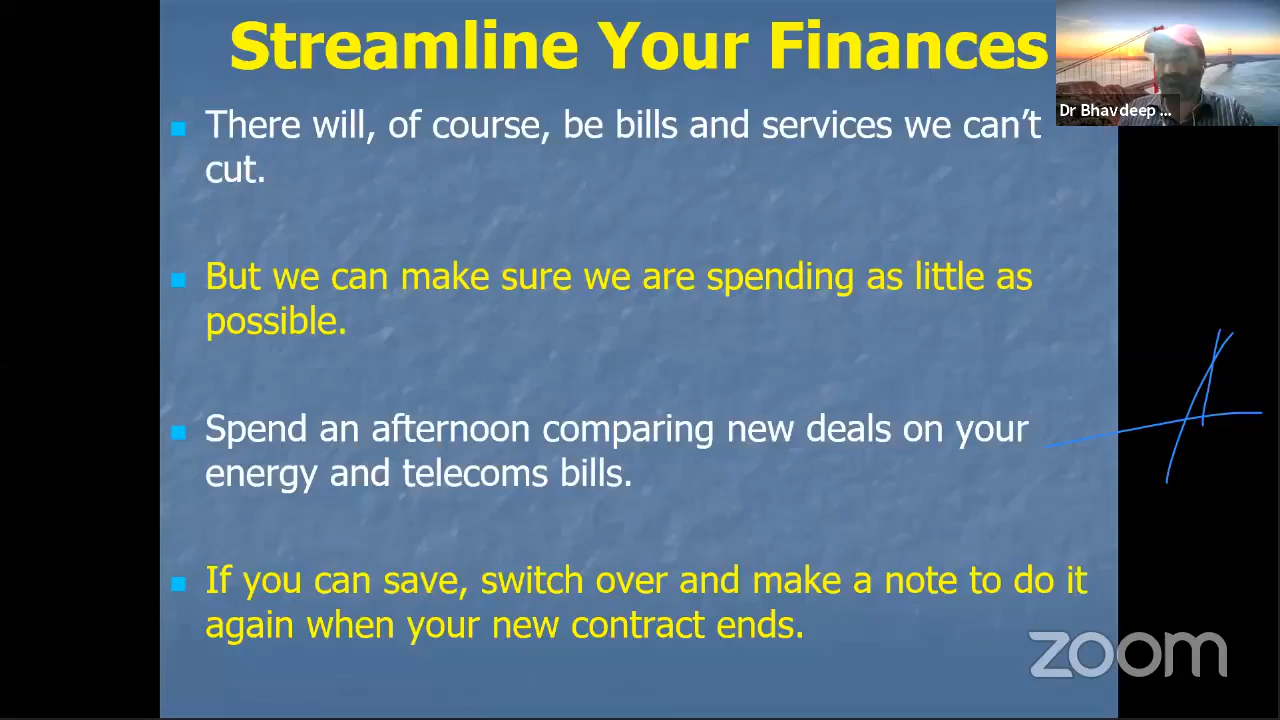 Streamline Your Finances
Dr Bhavdeep ...
There will, of course, be bills and services we can’t
cut.
But we can make sure we are spending as little as
possible.
Spend an afternoon comparing new deals on your
energy and telecoms bills.
If you can save, switch over and make a note to do it
again when your new contract ends.
zoom